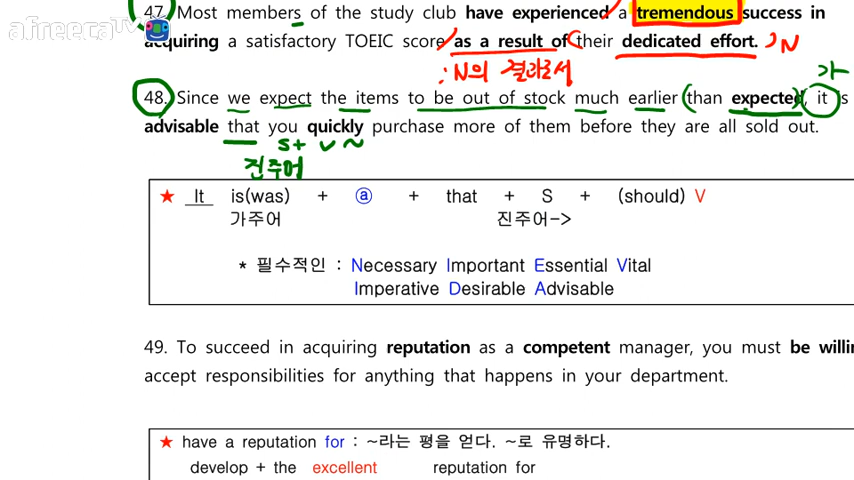 afreecaTV
47. Most members of the study club have experienced a tremendous success in
acquiring a satisfactory TOEIC score as a result of their dedicated effort. N
: N의 결과로서
가
48. Since we expect the items to be out of stock much earlier than expected, it is
advisable that you quickly purchase more of them before they are all sold out.
S + V ~
진주어
★ It is(was) + ⓐ + that + S + (should) V
가주어 진주어->
* 필수적인 : Necessary Important Essential Vital
Imperative Desirable Advisable
49. To succeed in acquiring reputation as a competent manager, you must be willin
accept responsibilities for anything that happens in your department.
★ have a reputation for : ~라는 평을 얻다. ~로 유명하다.
develop + the excellent reputation for